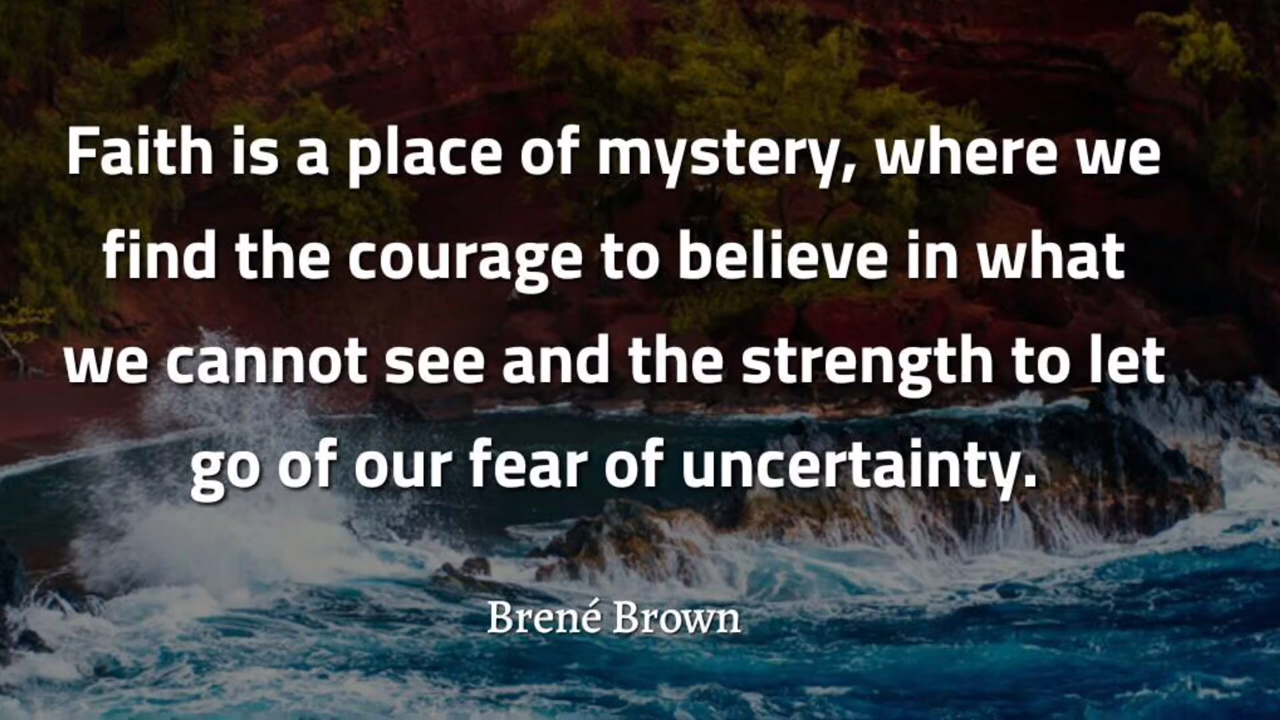 Faith is a place of mystery, where we
find the courage to believe in what
we cannot see and the strength to let
go of our fear of uncertainty.
Brené Brown